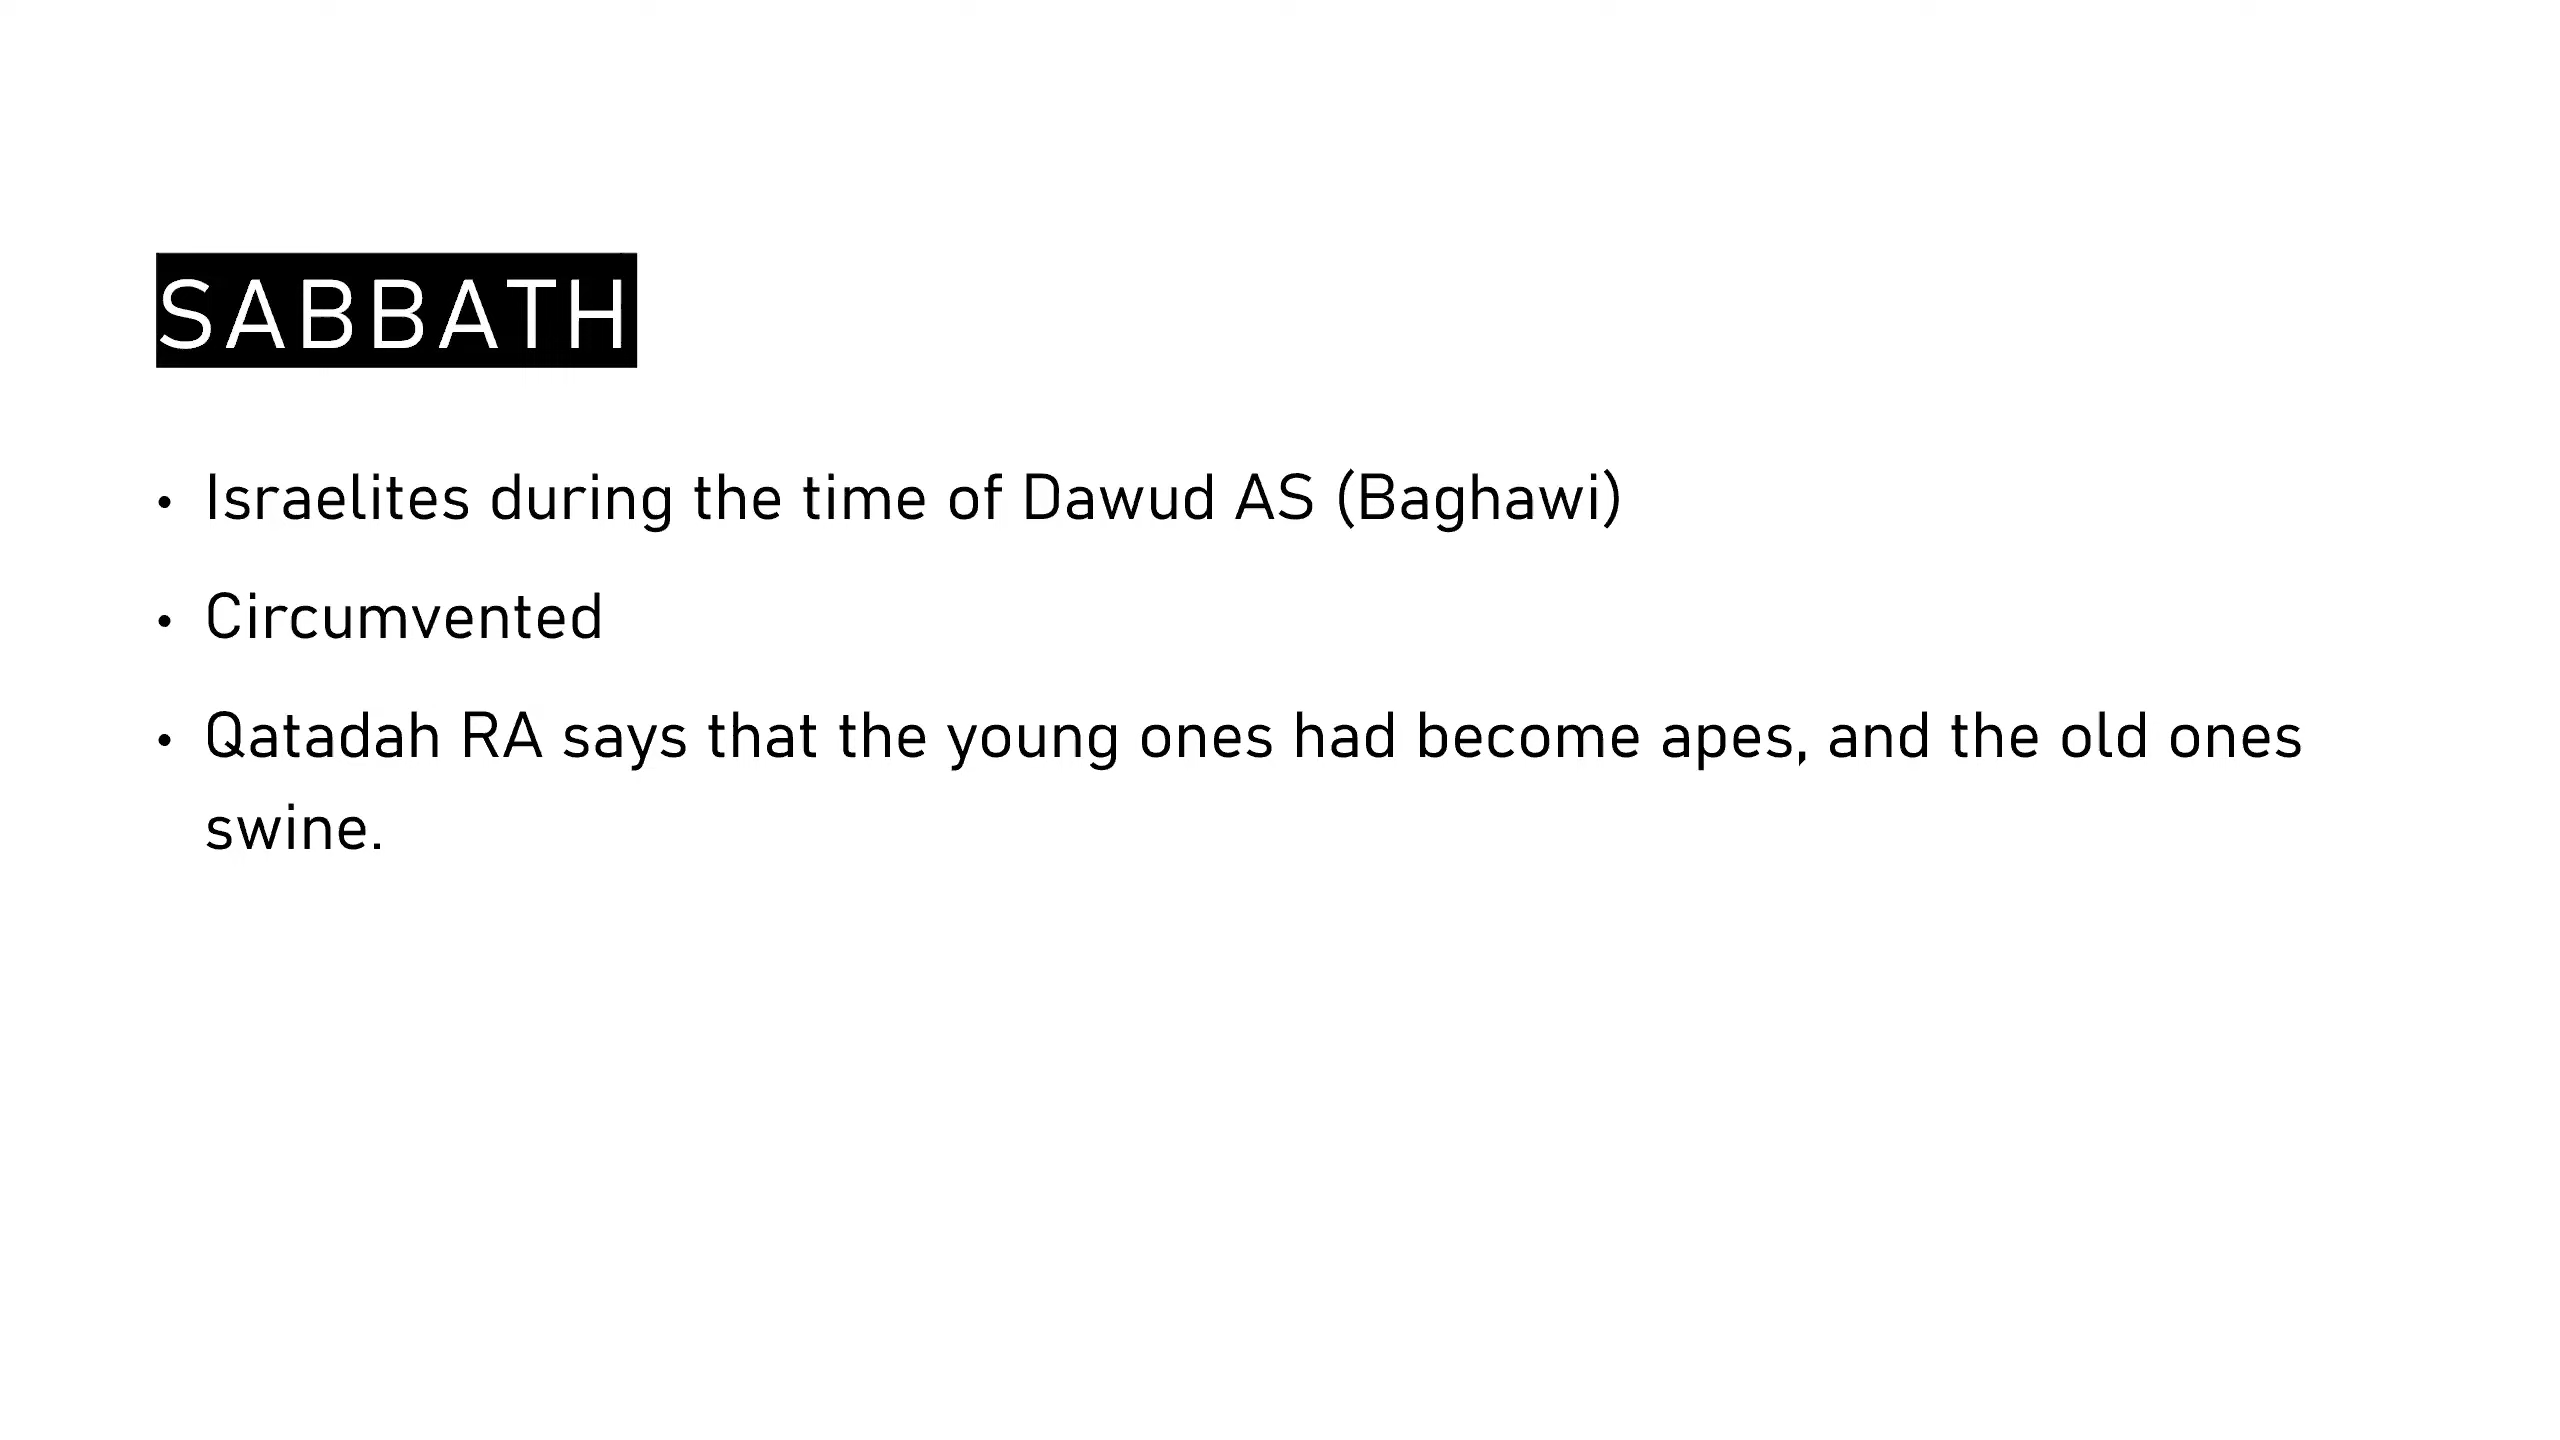 SABBATH
• Israelites during the time of Dawud AS (Baghawi)
• Circumvented
• Qatadah RA says that the young ones had become apes, and the old ones
swine.